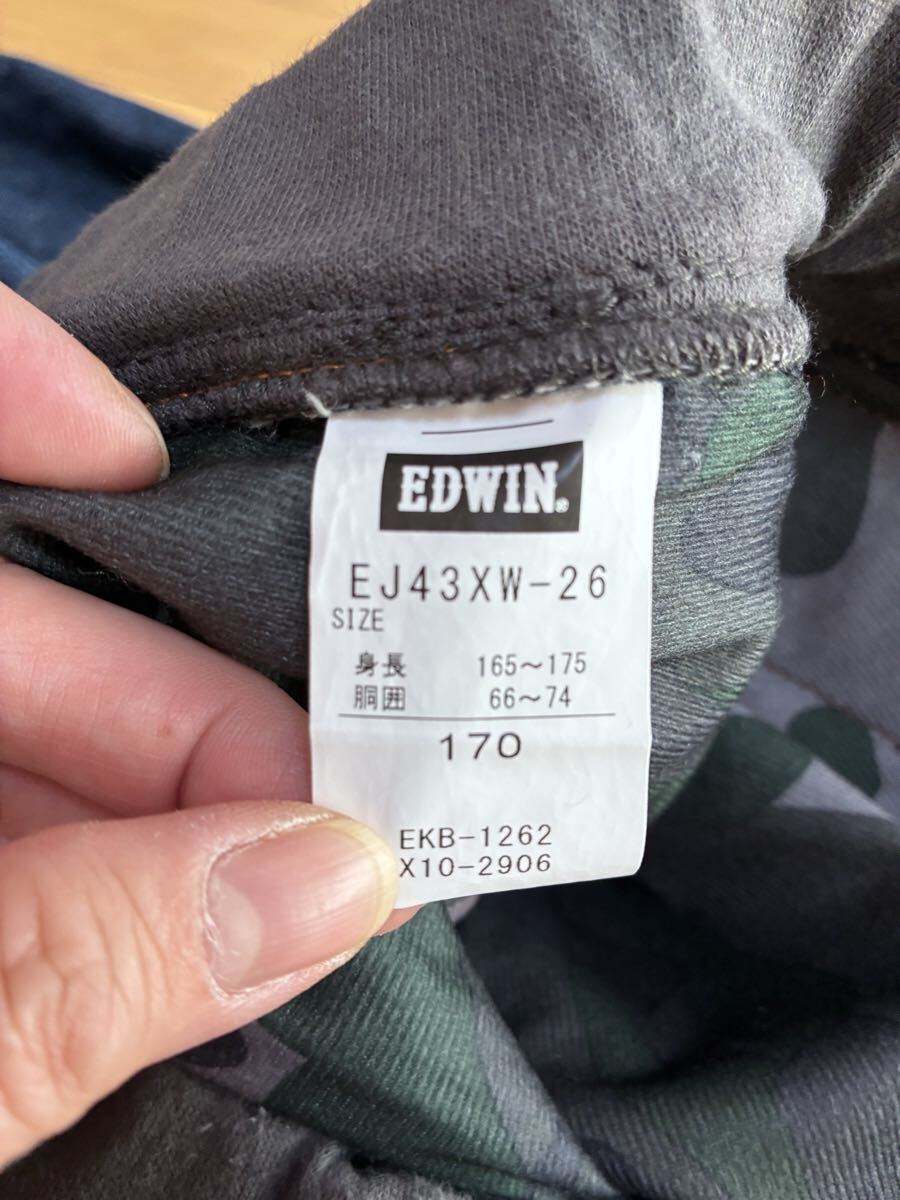 EDWIN®
EJ43XW-26
SIZE
身長 165〜175
胴囲 66〜74
170
EKB-1262
X10-2906